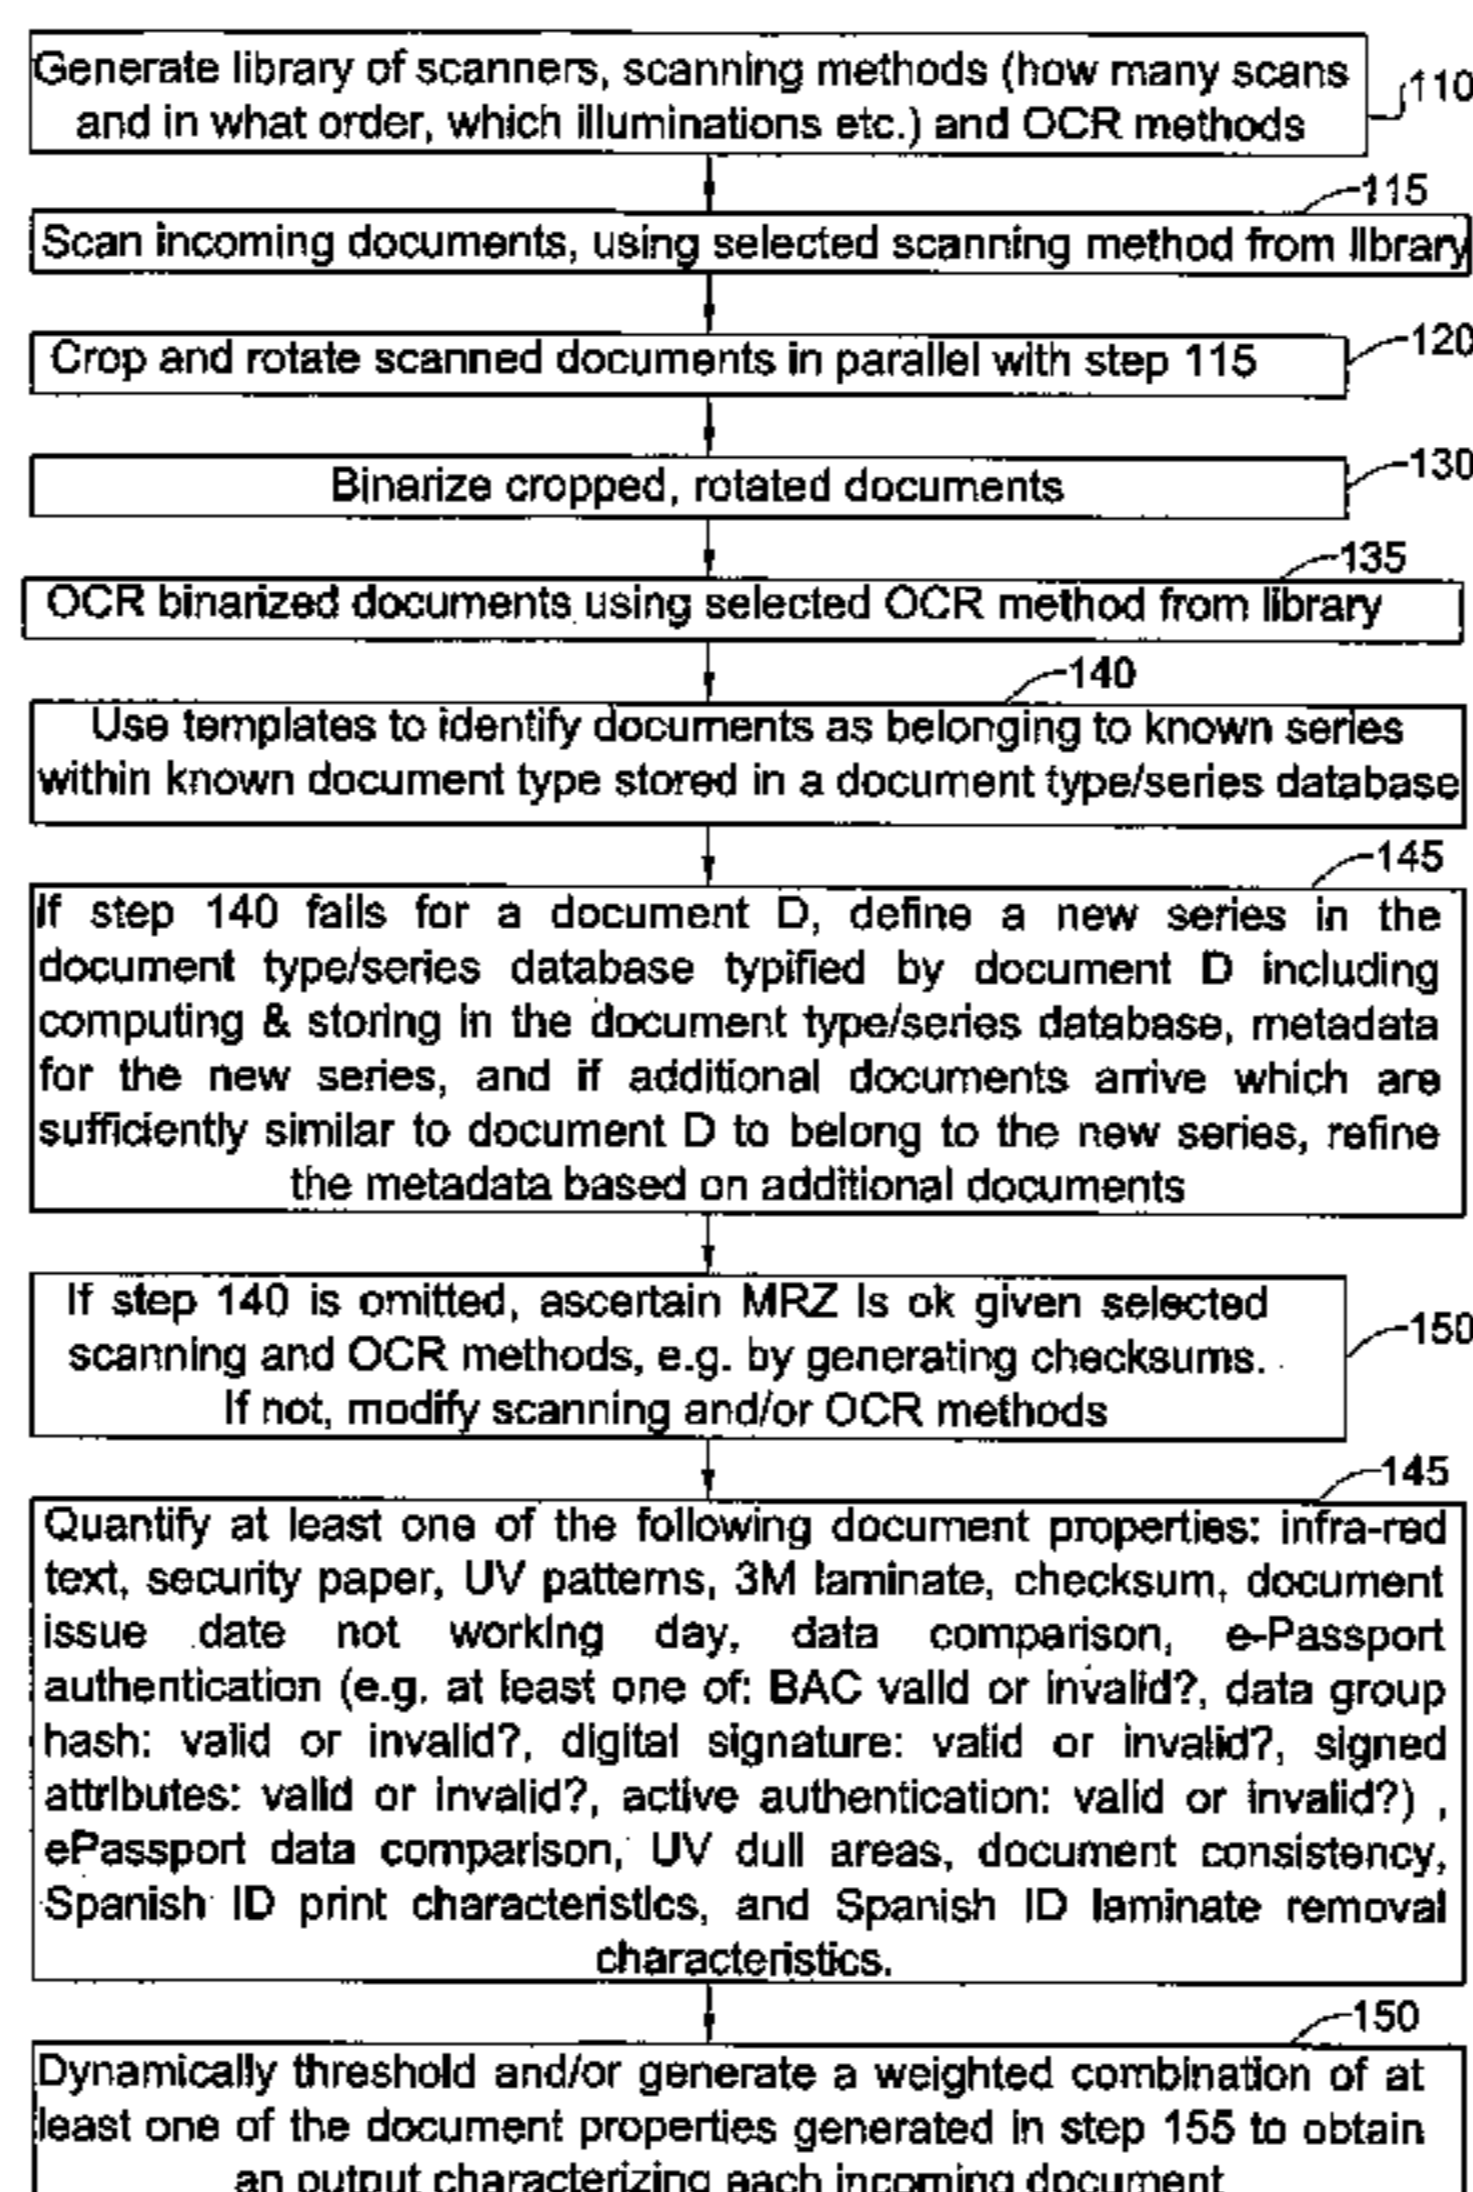 Generate library of scanners, scanning methods (how many scans
and in what order, which illuminations etc.) and OCR methods
110
115
Scan incoming documents, using selected scanning method from library
Crop and rotate scanned documents in parallel with step 115
120
Binarize cropped, rotated documents
130
135
OCR binarized documents using selected OCR method from library
140
Use templates to identify documents as belonging to known series
within known document type stored in a document type/series database
145
If step 140 fails for a document D, define a new series in the
document type/series database typified by document D including
computing & storing in the document type/series database, metadata
for the new series, and if additional documents arrive which are
sufficiently similar to document D to belong to the new series, refine
the metadata based on additional documents
If step 140 is omitted, ascertain MRZ is ok given selected
scanning and OCR methods, e.g. by generating checksums.
If not, modify scanning and/or OCR methods
150
145
Quantify at least one of the following document properties: infra-red
text, security paper, UV patterns, 3M laminate, checksum, document
issue date not working day, data comparison, e-Passport
authentication (e.g. at least one of: BAC valid or invalid?, data group
hash: valid or invalid?, digital signature: valid or invalid?, signed
attributes: valid or invalid?, active authentication: valid or invalid?) ,
ePassport data comparison, UV dull areas, document consistency,
Spanish ID print characteristics, and Spanish ID laminate removal
characteristics.
150
Dynamically threshold and/or generate a weighted combination of at
least one of the document properties generated in step 155 to obtain
an output characterizing each incoming document